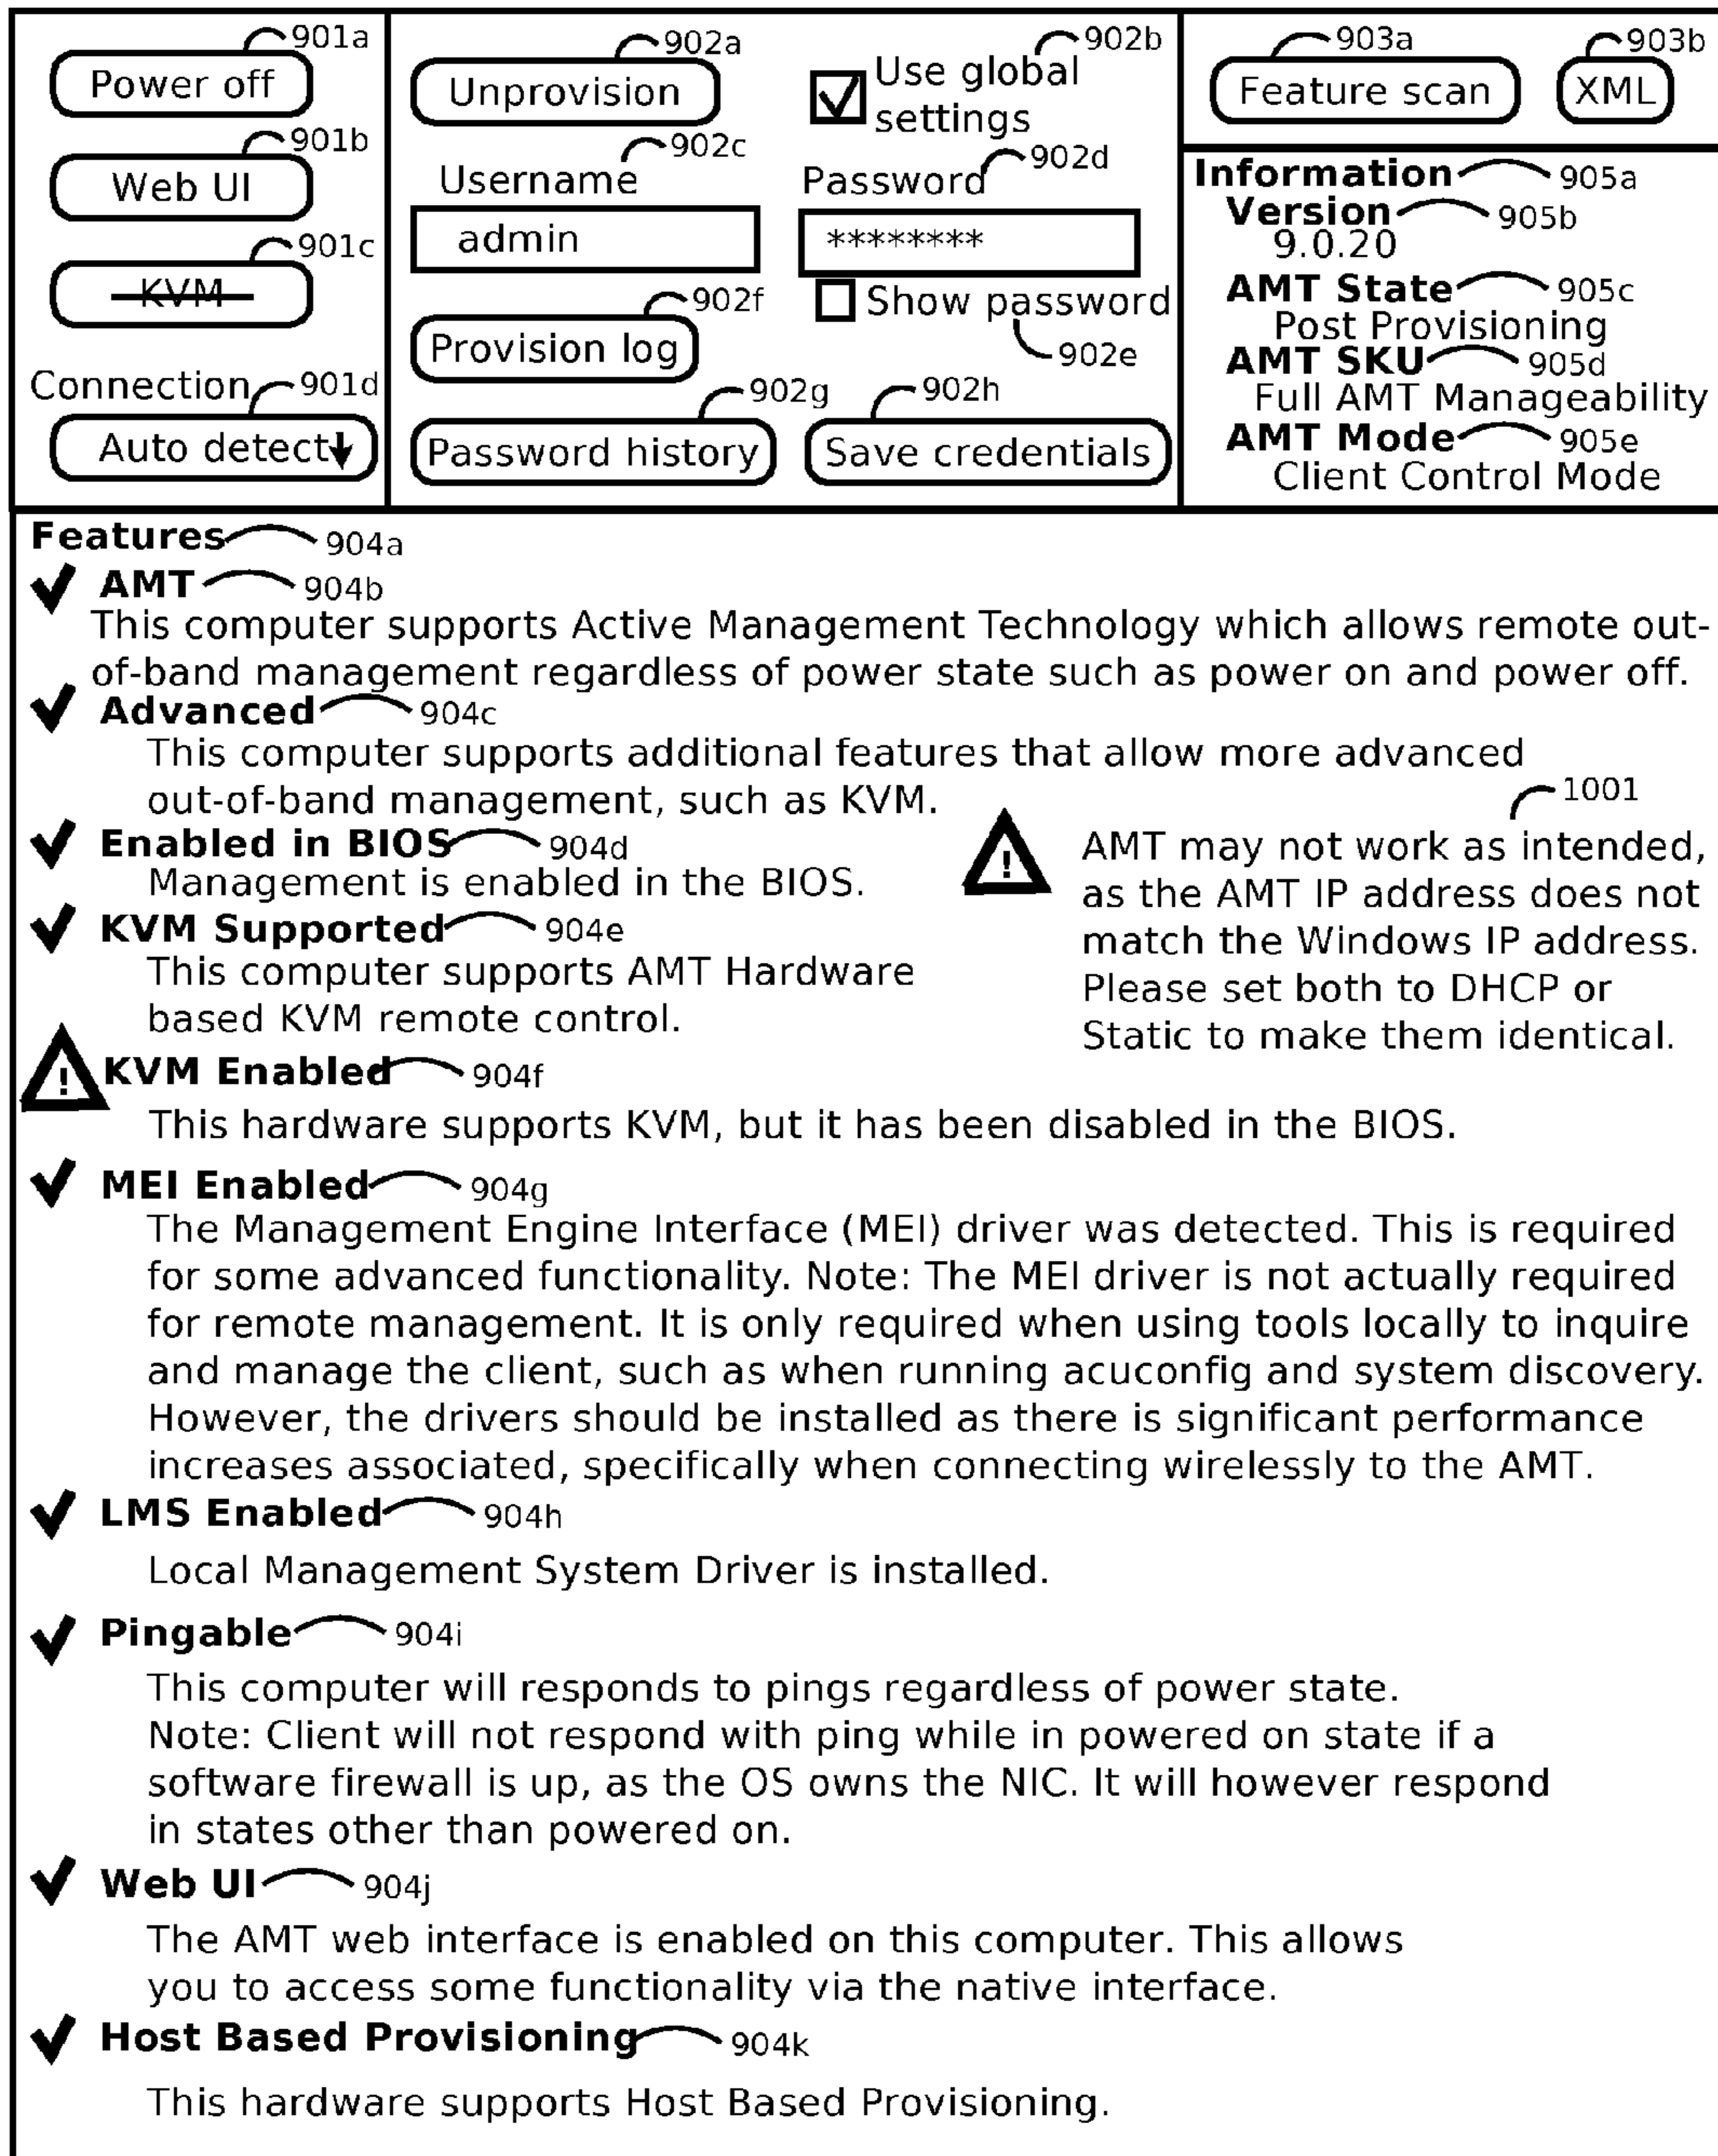 901a
Power off
901b
Web UI
901c
KVM
Connection 901d
Auto detect
902a
Unprovision
902b
Use global
settings
902c
Username
admin
902d
Password
********
Show password
902e
902f
Provision log
902g
Password history
902h
Save credentials
903a
Feature scan
903b
XML
Information 905a
Version 905b
9.0.20
AMT State 905c
Post Provisioning
AMT SKU 905d
Full AMT Manageability
AMT Mode 905e
Client Control Mode
Features 904a
AMT 904b
This computer supports Active Management Technology which allows remote out-
of-band management regardless of power state such as power on and power off.
Advanced 904c
This computer supports additional features that allow more advanced
out-of-band management, such as KVM.
Enabled in BIOS 904d
Management is enabled in the BIOS.
KVM Supported 904e
This computer supports AMT Hardware
based KVM remote control.
1001
! AMT may not work as intended,
as the AMT IP address does not
match the Windows IP address.
Please set both to DHCP or
Static to make them identical.
! KVM Enabled 904f
This hardware supports KVM, but it has been disabled in the BIOS.
MEI Enabled 904g
The Management Engine Interface (MEI) driver was detected. This is required
for some advanced functionality. Note: The MEI driver is not actually required
for remote management. It is only required when using tools locally to inquire
and manage the client, such as when running acuconfig and system discovery.
However, the drivers should be installed as there is significant performance
increases associated, specifically when connecting wirelessly to the AMT.
LMS Enabled 904h
Local Management System Driver is installed.
Pingable 904i
This computer will responds to pings regardless of power state.
Note: Client will not respond with ping while in powered on state if a
software firewall is up, as the OS owns the NIC. It will however respond
in states other than powered on.
Web UI 904j
The AMT web interface is enabled on this computer. This allows
you to access some functionality via the native interface.
Host Based Provisioning 904k
This hardware supports Host Based Provisioning.